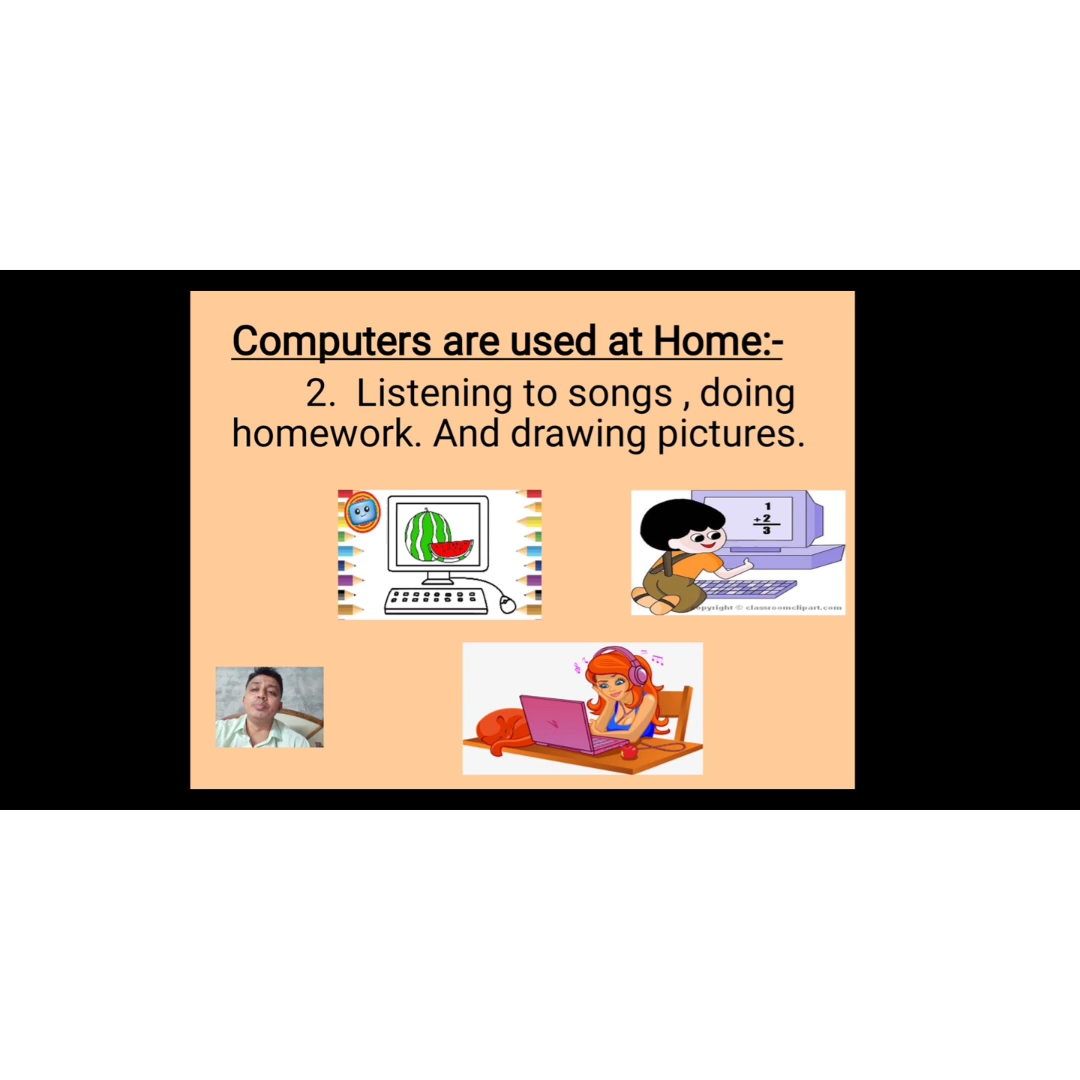 Computers are used at Home:-
2. Listening to songs , doing
homework. And drawing pictures.
1
+2
3
opyright © classroomclipart.com